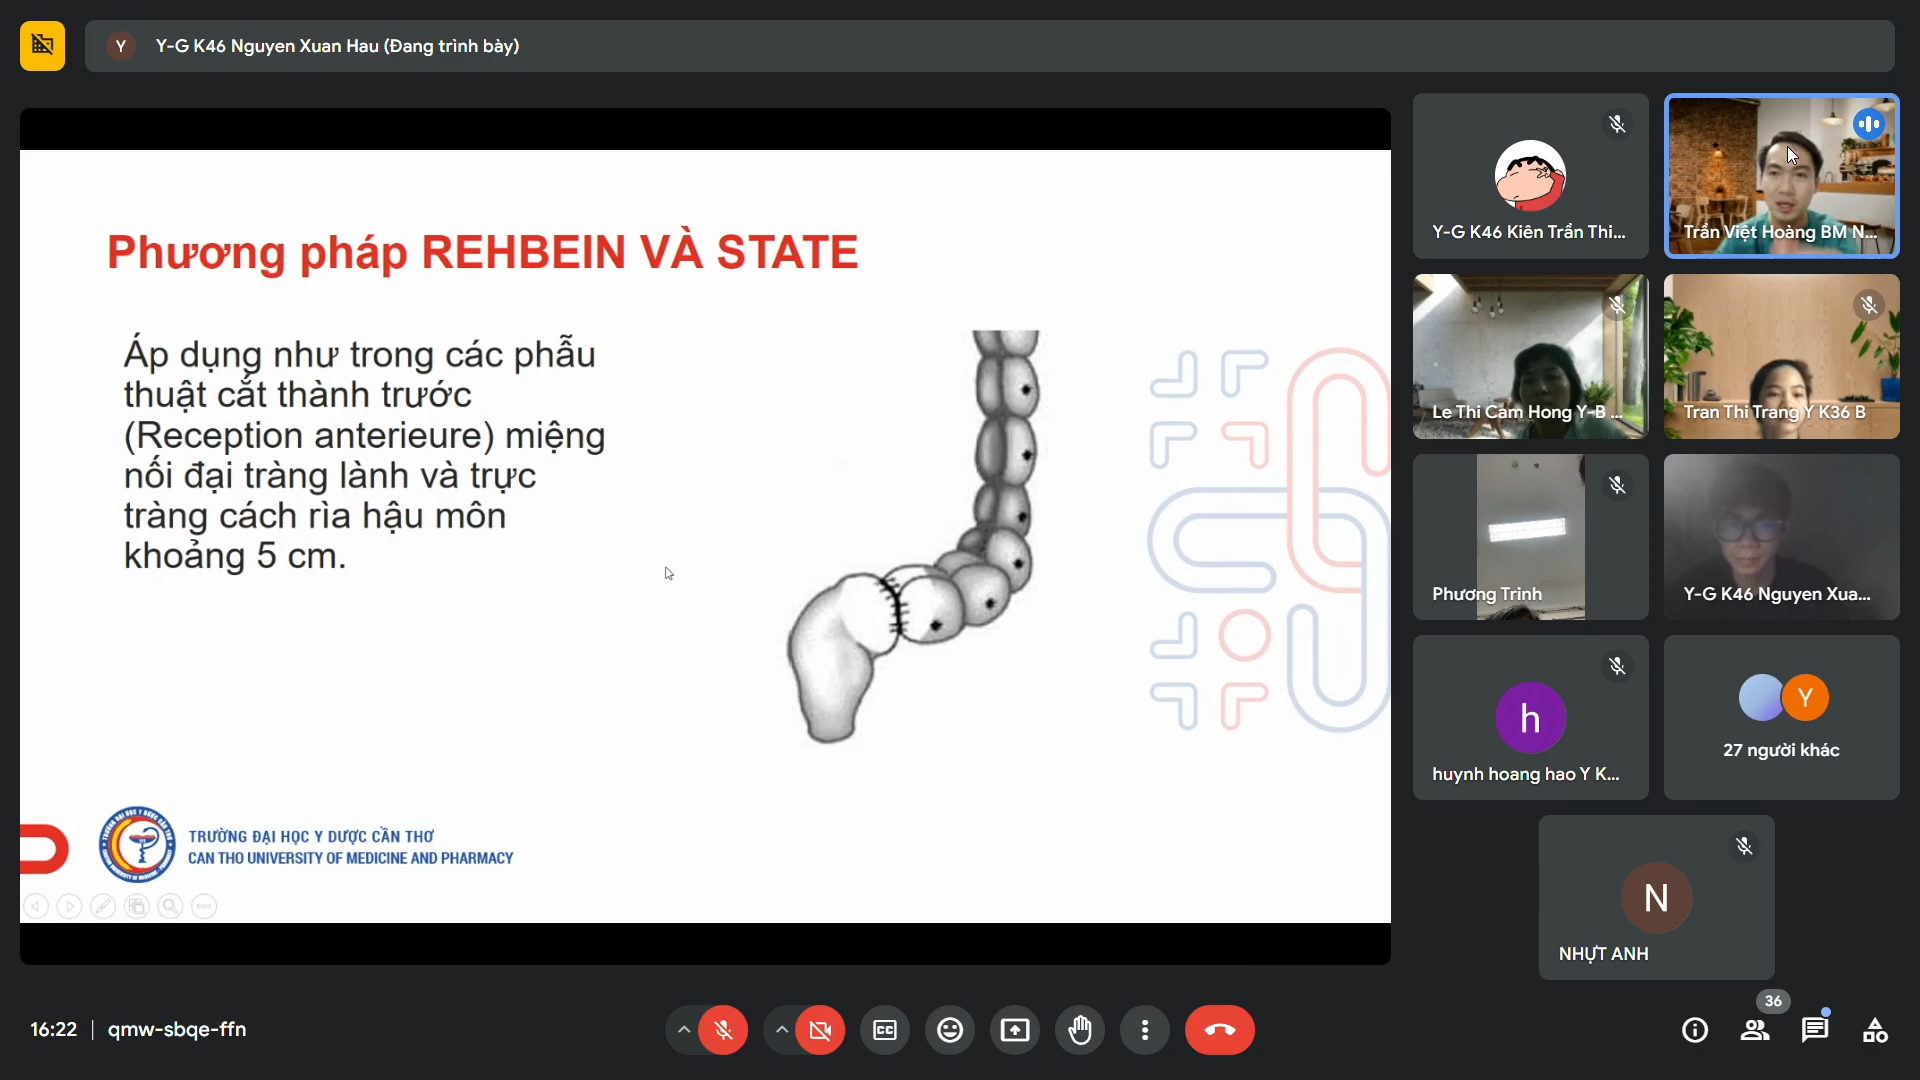 Y
Y-G K46 Nguyen Xuan Hau (Đang trình bày)
Phương pháp REHBEIN VÀ STATE
Áp dụng như trong các phẫu
thuật cắt thành trước
(Reception anterieure) miệng
nối đại tràng lành và trực
tràng cách rìa hậu môn
khoảng 5 cm.
TRƯỜNG ĐẠI HỌC Y DƯỢC CẦN THƠ
CAN THO UNIVERSITY OF MEDICINE AND PHARMACY
Y-G K46 Kiên Trần Thi...
Trần Việt Hoàng BM N...
Le Thi Cam Hong Y-B ...
Tran Thi Trang Y K36 B
Phương Trinh
Y-G K46 Nguyen Xua...
h
huynh hoang hao Y K...
Y
27 người khác
N
NHỰT ANH
16:22
qmw-sbqe-ffn
CC
36